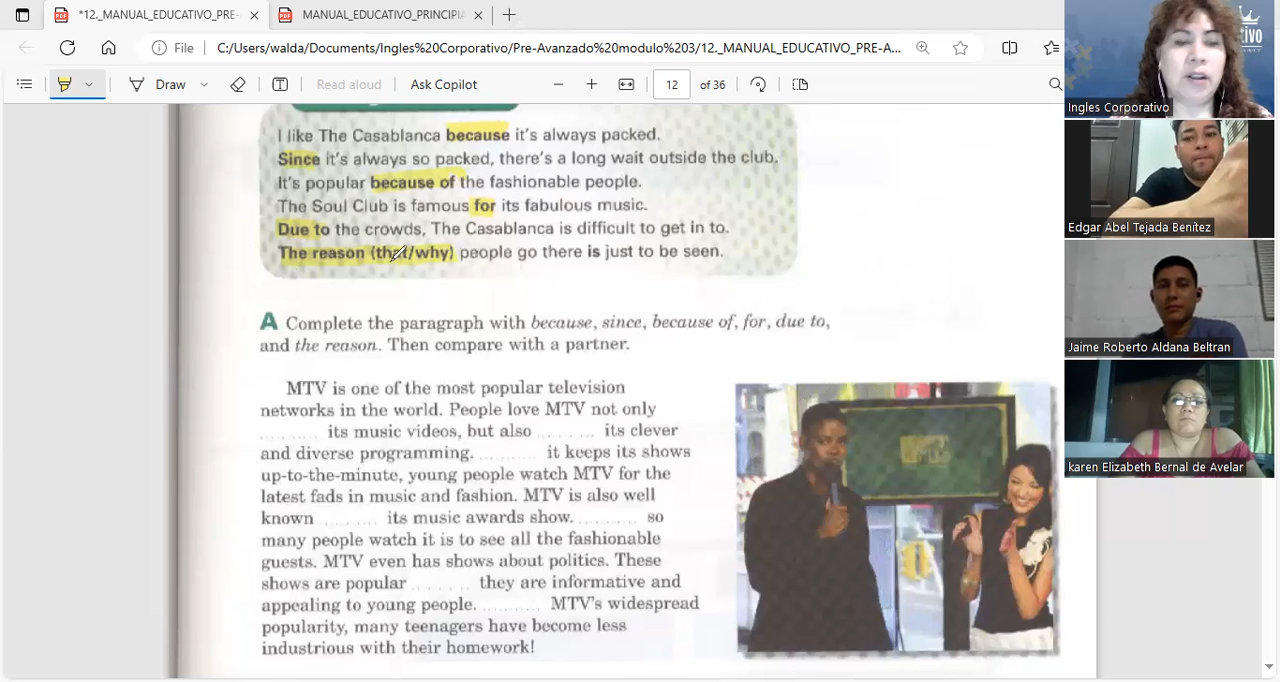 *12._MANUAL_EDUCATIVO_PRE-
MANUAL_EDUCATIVO_PRINCIPIA
File C:/Users/walda/Documents/Ingles%20Corporativo/Pre-Avanzado%20modulo%203/12._MANUAL_EDUCATIVO_PRE-A...
Draw Read aloud Ask Copilot 12 of 36
I like The Casablanca because it's always packed.
Since it's always so packed, there's a long wait outside the club.
It's popular because of the fashionable people.
The Soul Club is famous for its fabulous music.
Due to the crowds, The Casablanca is difficult to get in to.
The reason (that/why) people go there is just to be seen.
A Complete the paragraph with because, since, because of, for, due to,
and the reason. Then compare with a partner.
MTV is one of the most popular television
networks in the world. People love MTV not only
.......... its music videos, but also .......... its clever
and diverse programming. .......... it keeps its shows
up-to-the-minute, young people watch MTV for the
latest fads in music and fashion. MTV is also well
known .......... its music awards show. .......... so
many people watch it is to see all the fashionable
guests. MTV even has shows about politics. These
shows are popular .......... they are informative and
appealing to young people. .......... MTV's widespread
popularity, many teenagers have become less
industrious with their homework!
Ingles Corporativo
Edgar Abel Tejada Benítez
Jaime Roberto Aldana Beltran
karen Elizabeth Bernal de Avelar